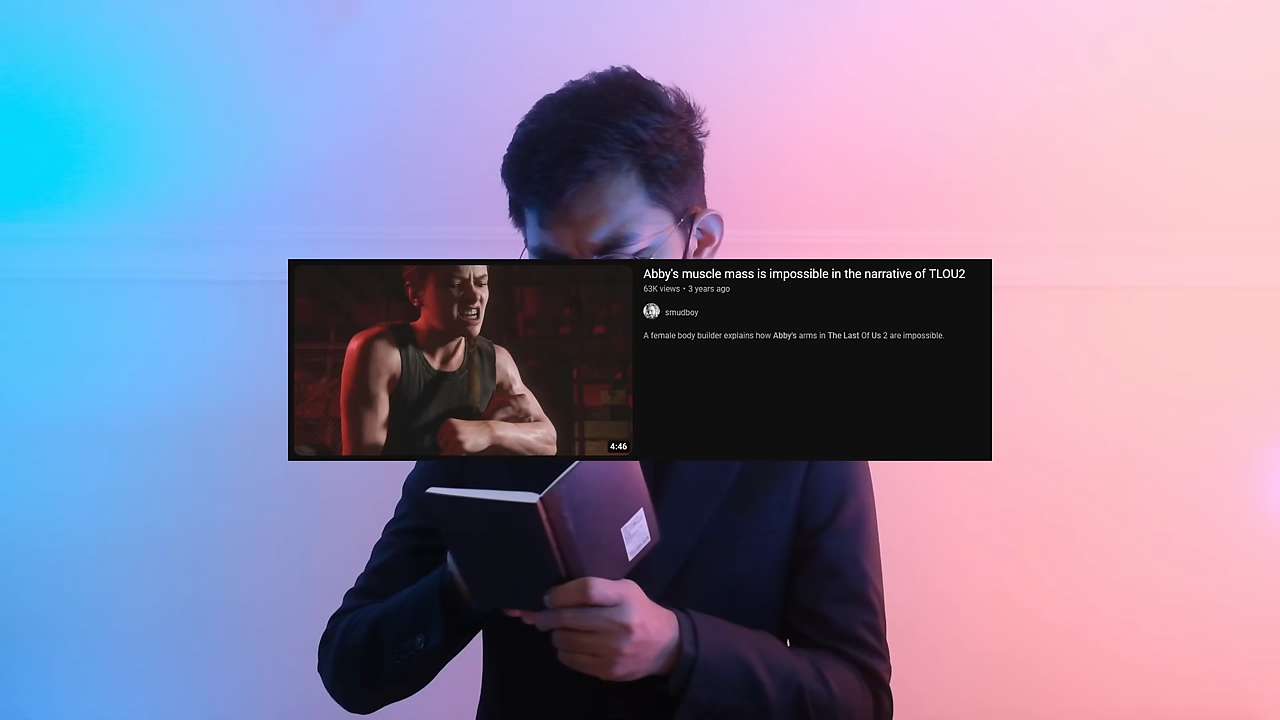 Abby's muscle mass is impossible in the narrative of TLOU2
63K views • 3 years ago
smudboy
A female body builder explains how Abby's arms in The Last Of Us 2 are impossible.
4:46